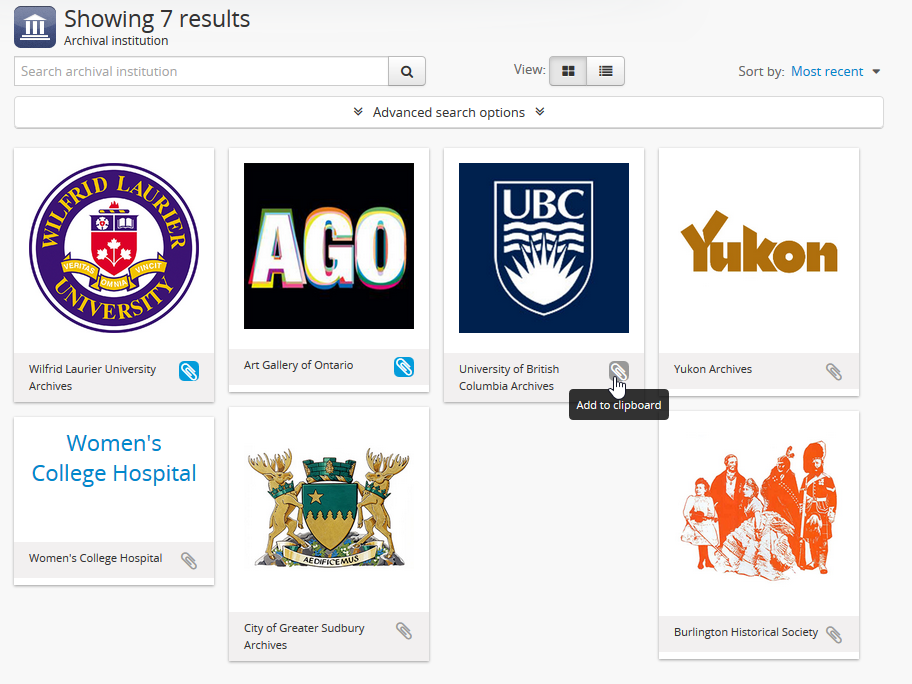 Showing 7 results
Archival institution
Search archival institution
View:
Sort by: Most recent
Advanced search options
WILFRID LAURIER
VERITAS OMNIA VINCIT
UNIVERSITY
Wilfrid Laurier University
Archives
AGO
Art Gallery of Ontario
UBC
University of British
Columbia Archives
Add to clipboard
Yukon
Yukon Archives
Women's
College Hospital
Women's College Hospital
AEDIFICEMUS
City of Greater Sudbury
Archives
Burlington Historical Society